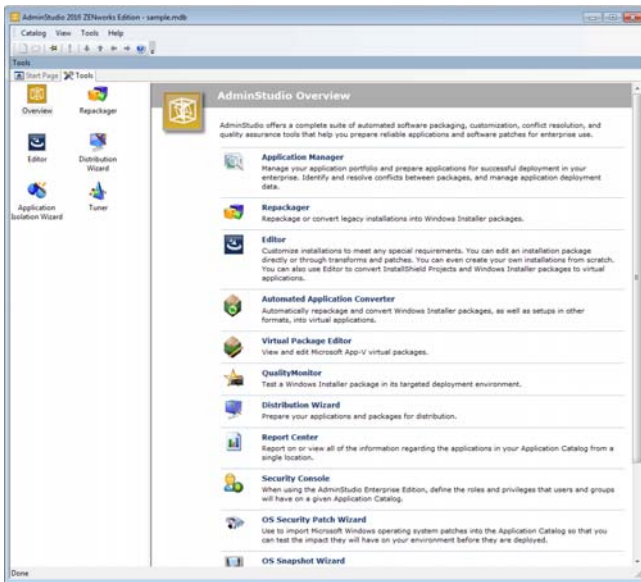 AdminStudio 2016 ZENworks Edition - sample.mdb
Catalog View Tools Help
Tools
Start Page Tools
Overview
Repackager
Editor
Distribution
Wizard
Application
Isolation Wizard
Tuner
AdminStudio Overview
AdminStudio offers a complete suite of automated software packaging, customization, conflict resolution, and
quality assurance tools that help you prepare reliable applications and software patches for enterprise use.
Application Manager
Manage your application portfolio and prepare applications for successful deployment in your
enterprise. Identify and resolve conflicts between packages, and manage application deployment
data.
Repackager
Repackage or convert legacy installations into Windows Installer packages.
Editor
Customize installations to meet any special requirements. You can edit an installation package
directly or through transforms and patches. You can even create your own installations from scratch.
You can also use Editor to convert InstallShield Projects and Windows Installer packages to virtual
applications.
Automated Application Converter
Automatically repackage and convert Windows Installer packages, as well as setups in other
formats, into virtual applications.
Virtual Package Editor
View and edit Microsoft App-V virtual packages.
QualityMonitor
Test a Windows Installer package in its targeted deployment environment.
Distribution Wizard
Prepare your applications and packages for distribution.
Report Center
Report on or view all of the information regarding the applications in your Application Catalog from a
single location.
Security Console
When using the AdminStudio Enterprise Edition, define the roles and privileges that users and groups
will have on a given Application Catalog.
OS Security Patch Wizard
Use to import Microsoft Windows operating system patches into the Application Catalog so that you
can test the impact they will have on your environment before they are deployed.
OS Snapshot Wizard
Done